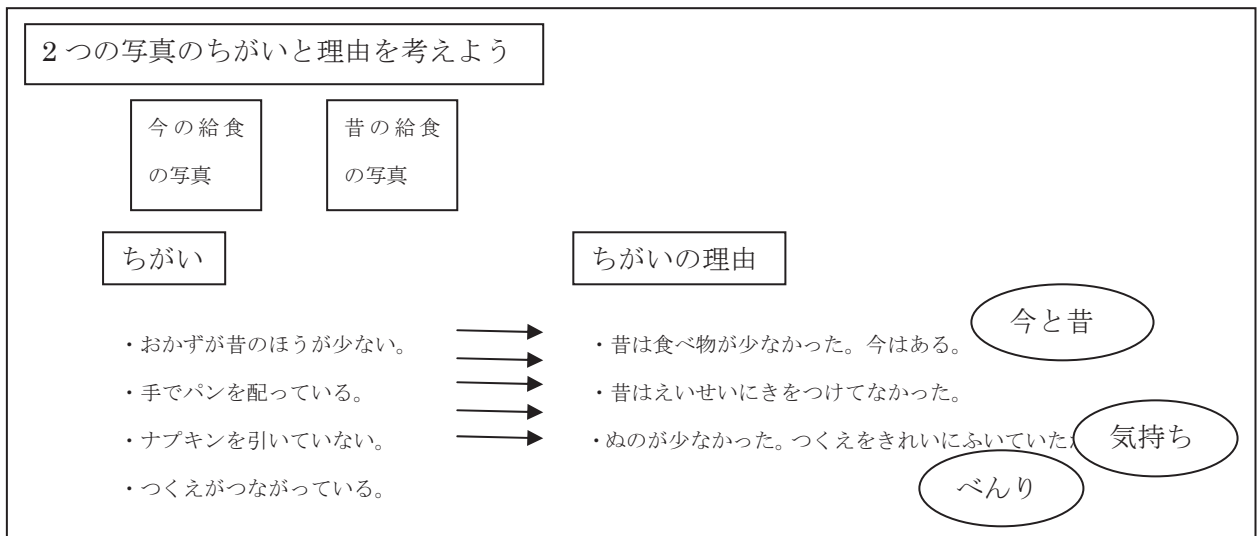 2つの写真のちがいと理由を考えよう
今の給食
の写真
昔の給食
の写真
ちがい
ちがいの理由
・おかずが昔のほうが少ない。
・手でパンを配っている。
・ナプキンを引いていない。
・つくえがつながっている。
・昔は食べ物が少なかった。今はある。
・昔はえいせいにきをつけてなかった。
・ぬのが少なかった。つくえをきれいにふいていた
今と昔
気持ち
べんり